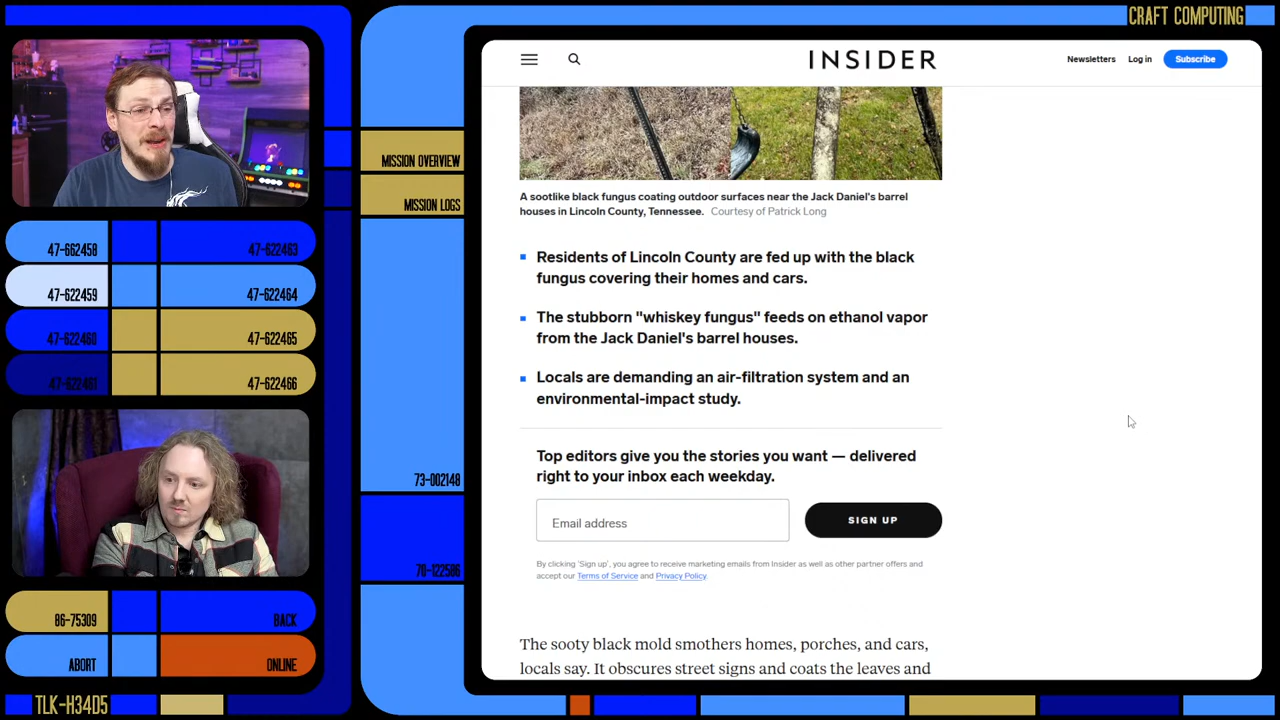 CRAFT COMPUTING
INSIDER
Newsletters
Log in
Subscribe
MISSION OVERVIEW
MISSION LOGS
A sootlike black fungus coating outdoor surfaces near the Jack Daniel's barrel
houses in Lincoln County, Tennessee. Courtesy of Patrick Long
47-662458
47-622463
47-622459
47-622464
47-622460
47-622465
47-622461
47-622466
Residents of Lincoln County are fed up with the black
fungus covering their homes and cars.
The stubborn "whiskey fungus" feeds on ethanol vapor
from the Jack Daniel's barrel houses.
Locals are demanding an air-filtration system and an
environmental-impact study.
73-002148
Top editors give you the stories you want — delivered
right to your inbox each weekday.
Email address
SIGN UP
By clicking 'Sign up', you agree to receive marketing emails from Insider as well as other partner offers and
accept our Terms of Service and Privacy Policy.
70-122506
86-75309
BACK
ABORT
ONLINE
The sooty black mold smothers homes, porches, and cars,
locals say. It obscures street signs and coats the leaves and
TLK-H34D5